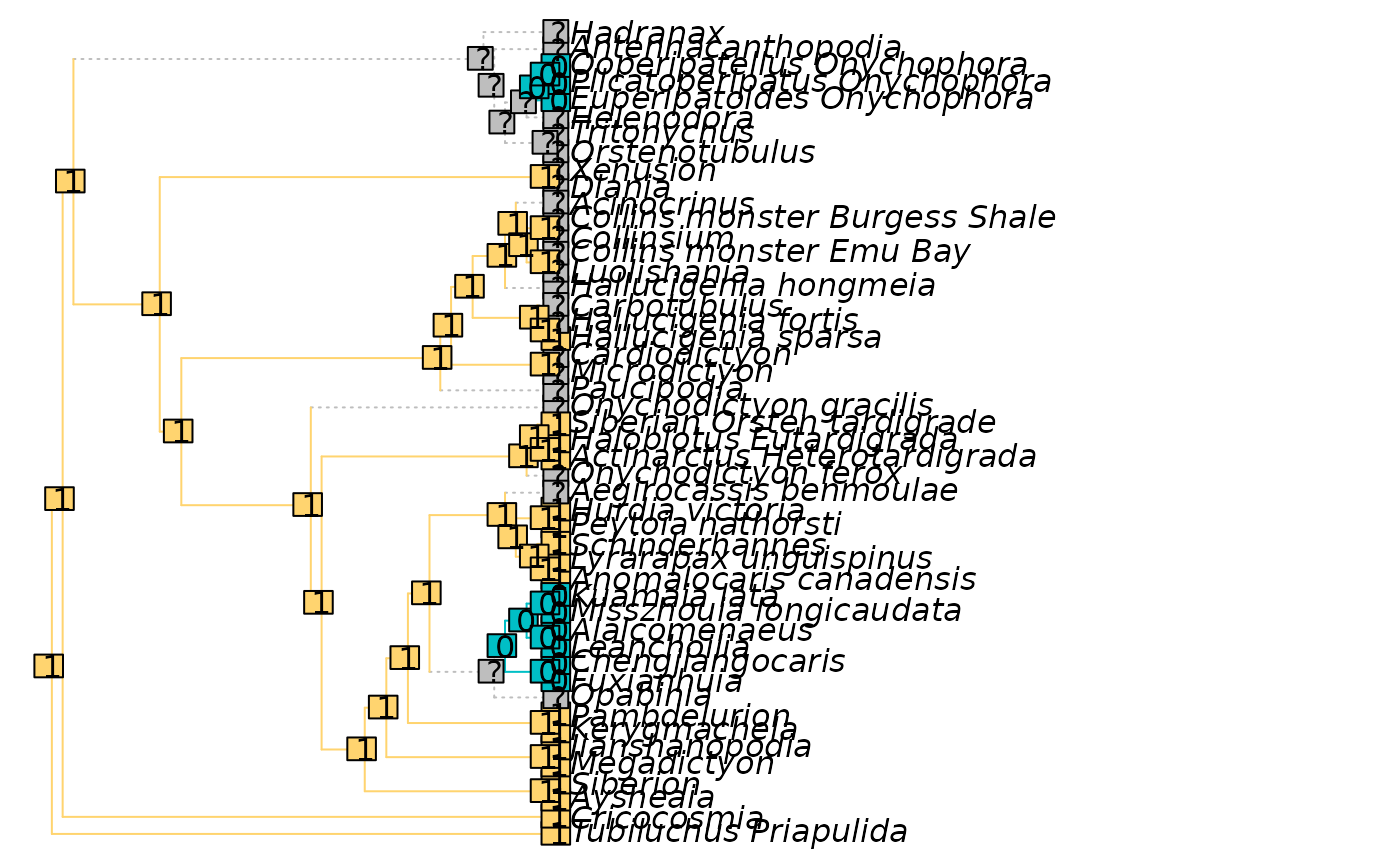 Hadranax
Antennacanthopodia
Ooperipatellus Onychophora
Plicatoperipatus Onychophora
Euperipatoides Onychophora
Helenodora
Tritonychus
Orstenotubulus
Xenusion
Diania
Acinocrinus
Collins monster Burgess Shale
Collinsium
Collins monster Emu Bay
Luolishania
Hallucigenia hongmeia
Carbotubulus
Hallucigenia fortis
Hallucigenia sparsa
Cardiodictyon
Microdictyon
Paucipodia
Onychodictyon gracilis
Siberian Orsten tardigrade
Halobiotus Eutardigrada
Actinarctus Heterotardigrada
Onychodictyon ferox
Aegirocassis benmoulae
Hurdia victoria
Peytoia nathorsti
Schinderhannes
Lyrarapax unguispinus
Anomalocaris canadensis
Kuamaia lata
Misszhouia longicaudata
Alalcomenaeus
Leanchoilia
Chengjiangocaris
Fuxianhuia
Opabinia
Pambdelurion
Kerygmachela
Jianshanopodia
Megadictyon
Siberion
Aysheaia
Cricocosmia
Tubiluchus Priapulida